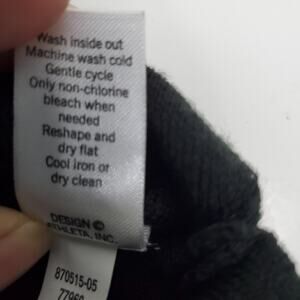 Wash inside out
Machine wash cold
Gentle cycle
Only non-chlorine
bleach when
needed
Reshape and
dry flat
Cool iron or
dry clean
DESIGN ©
ATHLETA, INC.
870515-05